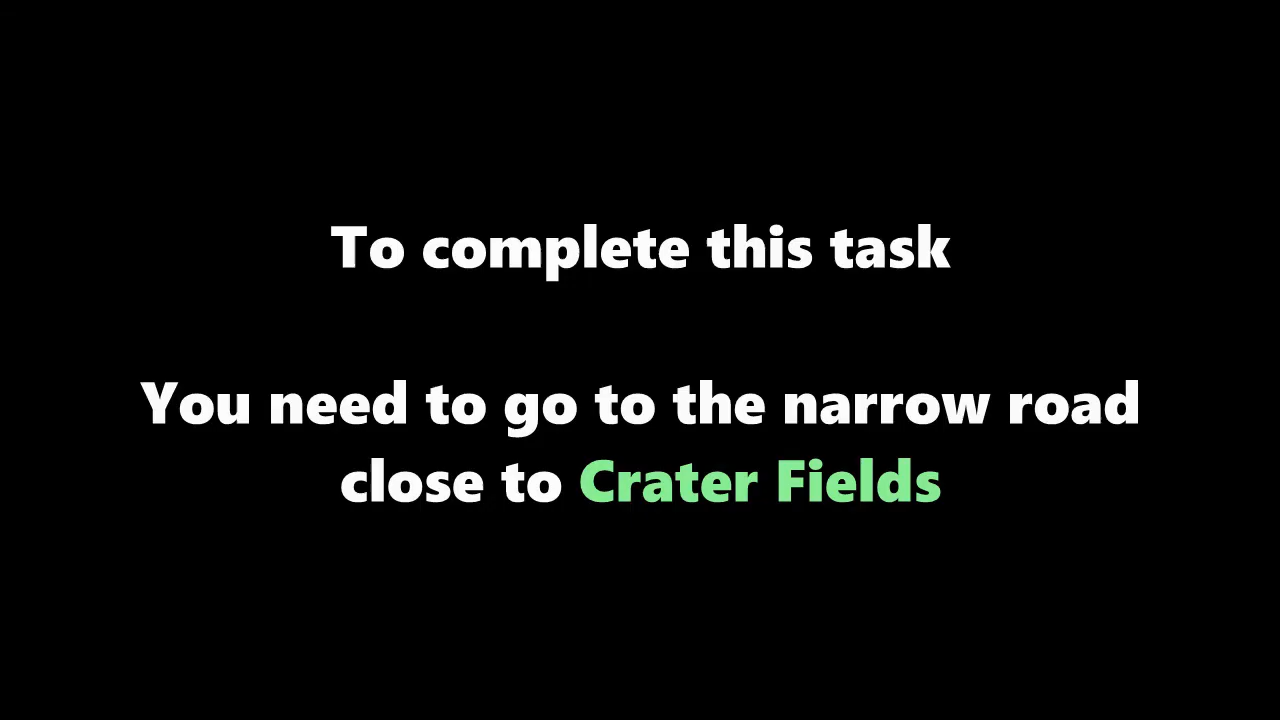 To complete this task
You need to go to the narrow road
close to Crater Fields